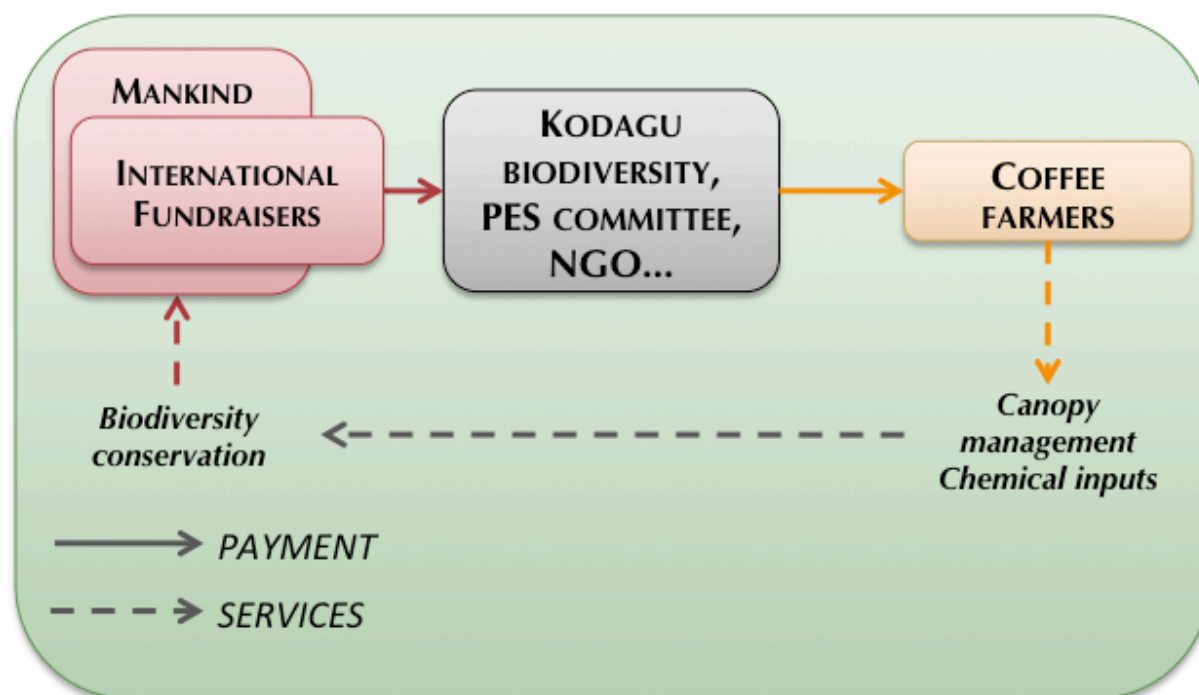 MANKIND
INTERNATIONAL
FUNDRAISERS
KODAGU
BIODIVERSITY,
PES COMMITTEE,
NGO...
COFFEE
FARMERS
Biodiversity
conservation
Canopy
management
Chemical inputs
PAYMENT
SERVICES